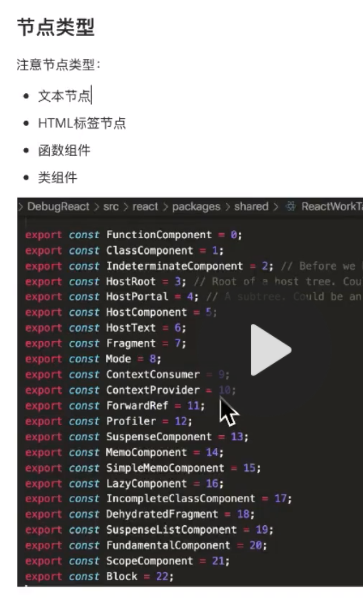 节点类型
注意节点类型：
文本节点
HTML标签节点
函数组件
类组件
DebugReact > src > react > packages > shared > ReactWorkTa
export const FunctionComponent = 0;
export const ClassComponent = 1;
export const IndeterminateComponent = 2; // Before we
export const HostRoot = 3; // Root of a host tree. Cou
export const HostPortal = 4; // A subtree. Could be an
export const HostComponent = 5;
export const HostText = 6;
export const Fragment = 7;
export const Mode = 8;
export const ContextConsumer = 9;
export const ContextProvider = 10;
export const ForwardRef = 11;
export const Profiler = 12;
export const SuspenseComponent = 13;
export const MemoComponent = 14;
export const SimpleMemoComponent = 15;
export const LazyComponent = 16;
export const IncompleteClassComponent = 17;
export const DehydratedFragment = 18;
export const SuspenseListComponent = 19;
export const FundamentalComponent = 20;
export const ScopeComponent = 21;
export const Block = 22;